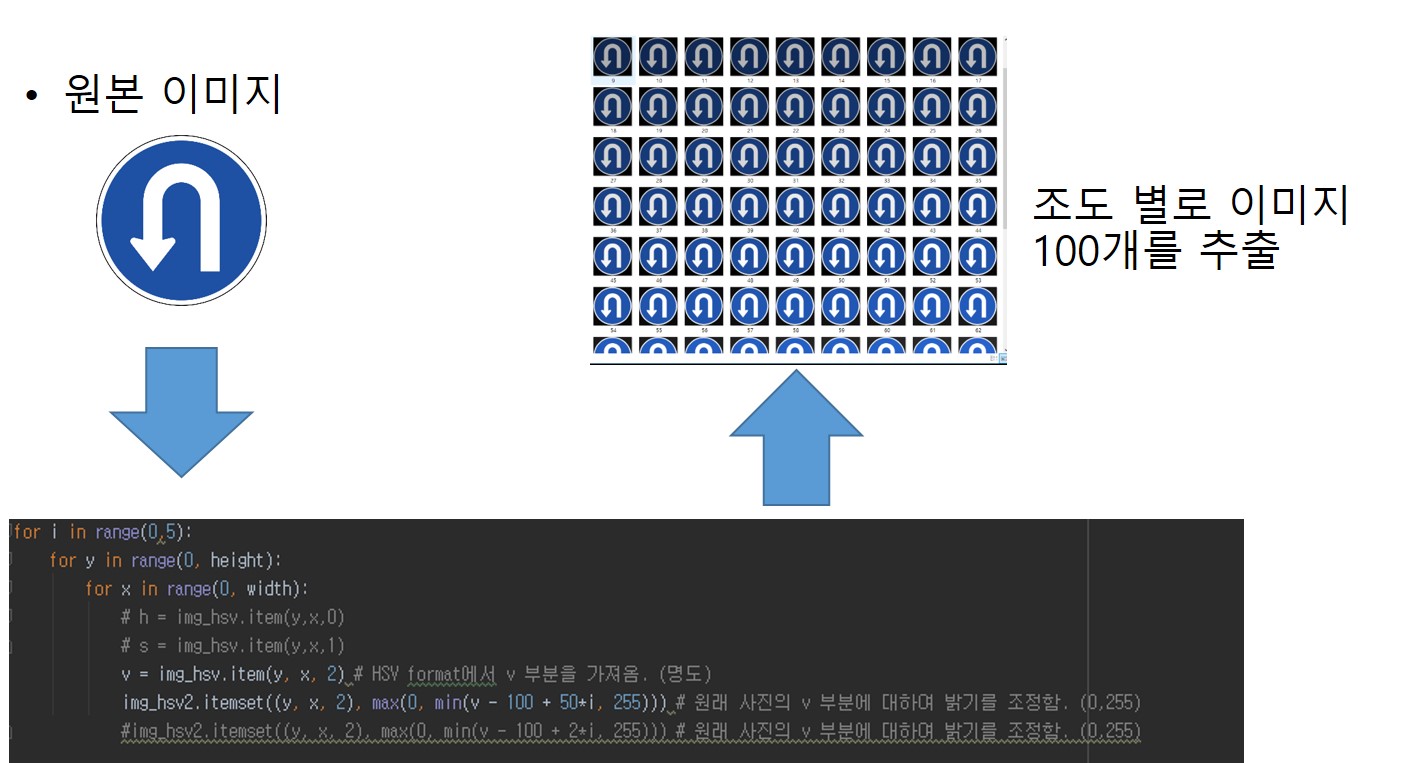 • 원본 이미지
9 10 11 12 13 14 15 16 17
18 19 20 21 22 23 24 25 26
27 28 29 30 31 32 33 34 35
36 37 38 39 40 41 42 43 44
45 46 47 48 49 50 51 52 53
54 55 56 57 58 59 60 61 62
조도 별로 이미지
100개를 추출
for i in range(0,5):
for y in range(0, height):
for x in range(0, width):
# h = img_hsv.item(y,x,0)
# s = img_hsv.item(y,x,1)
v = img_hsv.item(y, x, 2) # HSV format에서 v 부분을 가져옴. (명도)
img_hsv2.itemset((y, x, 2), max(0, min(v - 100 + 50*i, 255))) # 원래 사진의 v 부분에 대하여 밝기를 조정함. (0,255)
#img_hsv2.itemset((y, x, 2), max(0, min(v - 100 + 2*i, 255))) # 원래 사진의 v 부분에 대하여 밝기를 조정함. (0,255)